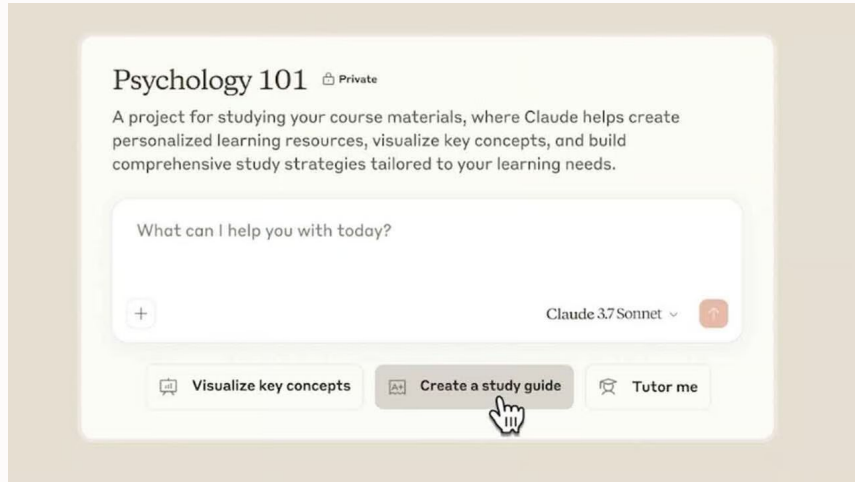 Psychology 101 Private
A project for studying your course materials, where Claude helps create
personalized learning resources, visualize key concepts, and build
comprehensive study strategies tailored to your learning needs.
What can I help you with today?
Claude 3.7 Sonnet
Visualize key concepts
A+ Create a study guide
Tutor me